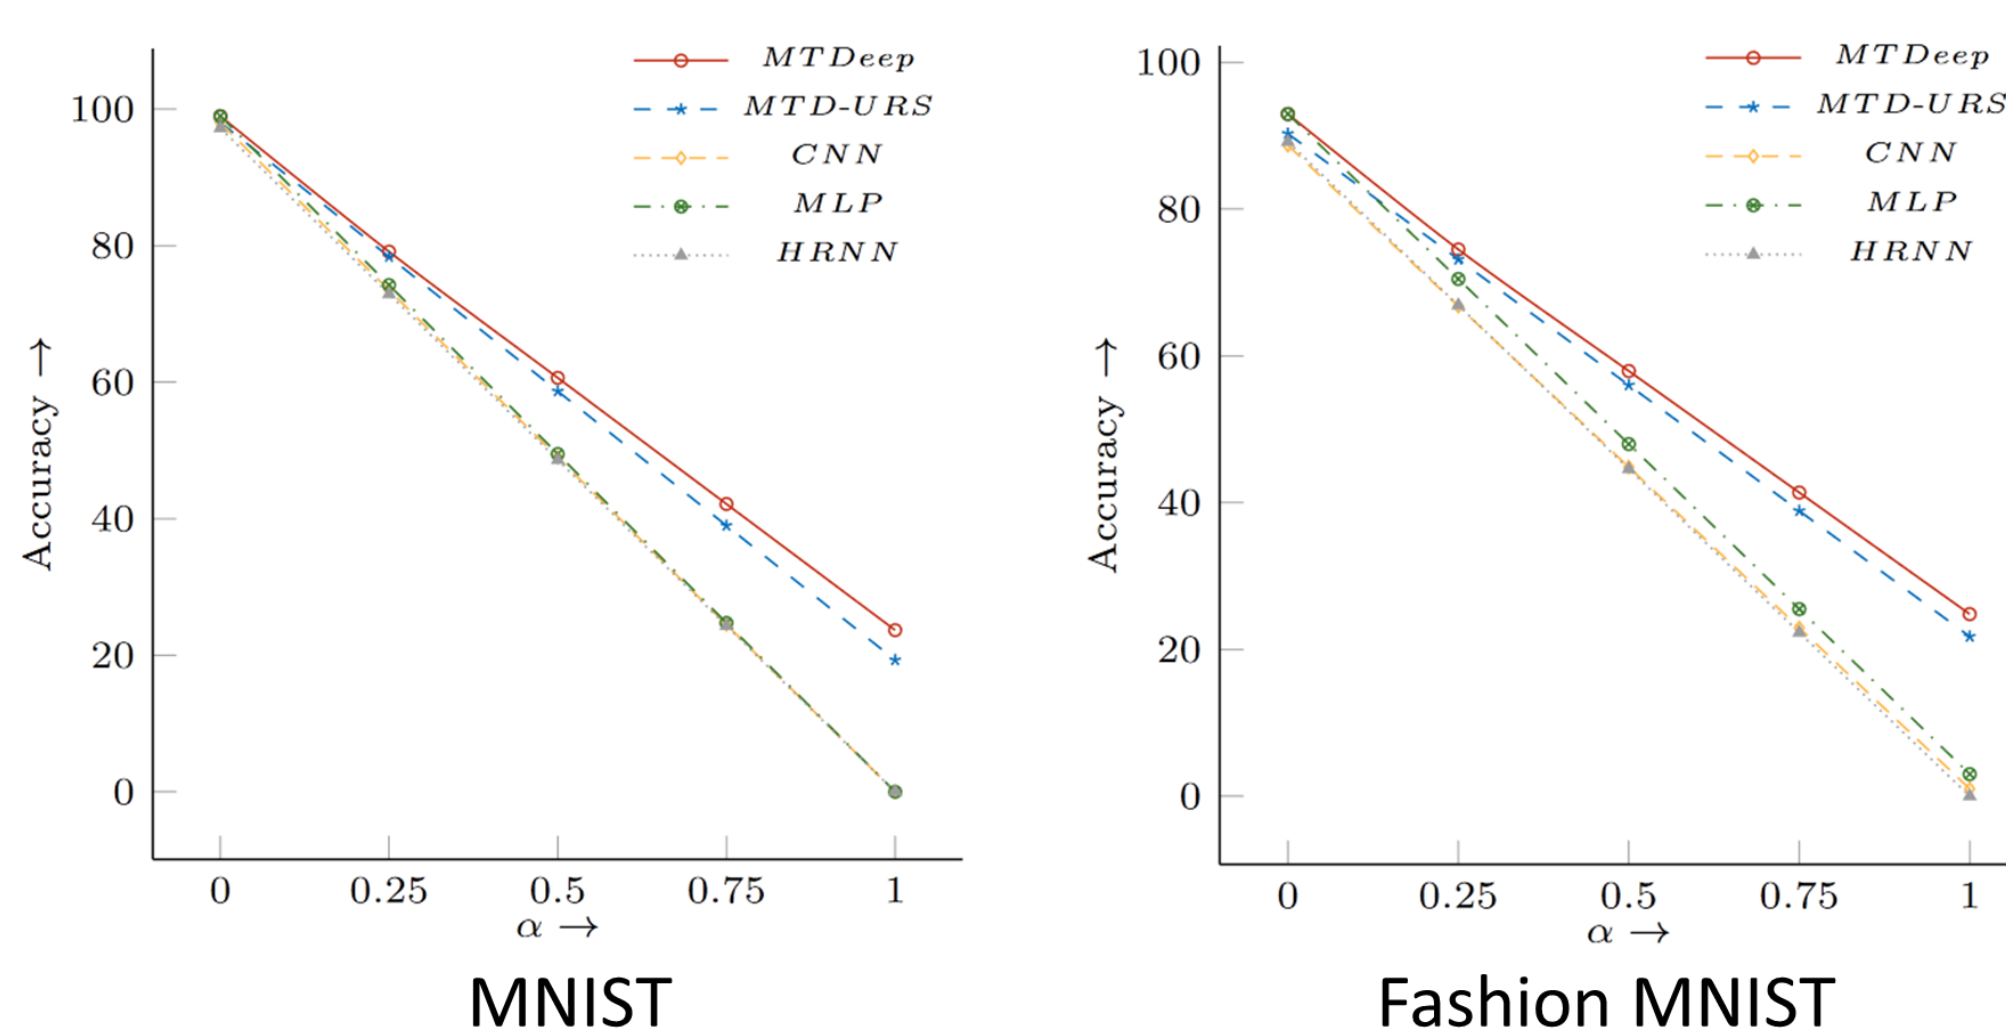 MTDeep
MTD-URS
CNN
MLP
HRNN
100
80
60
40
20
0
Accuracy →
0 0.25 0.5 0.75 1
α →
MNIST
MTDeep
MTD-URS
CNN
MLP
HRNN
100
80
60
40
20
0
Accuracy →
0 0.25 0.5 0.75 1
α →
Fashion MNIST